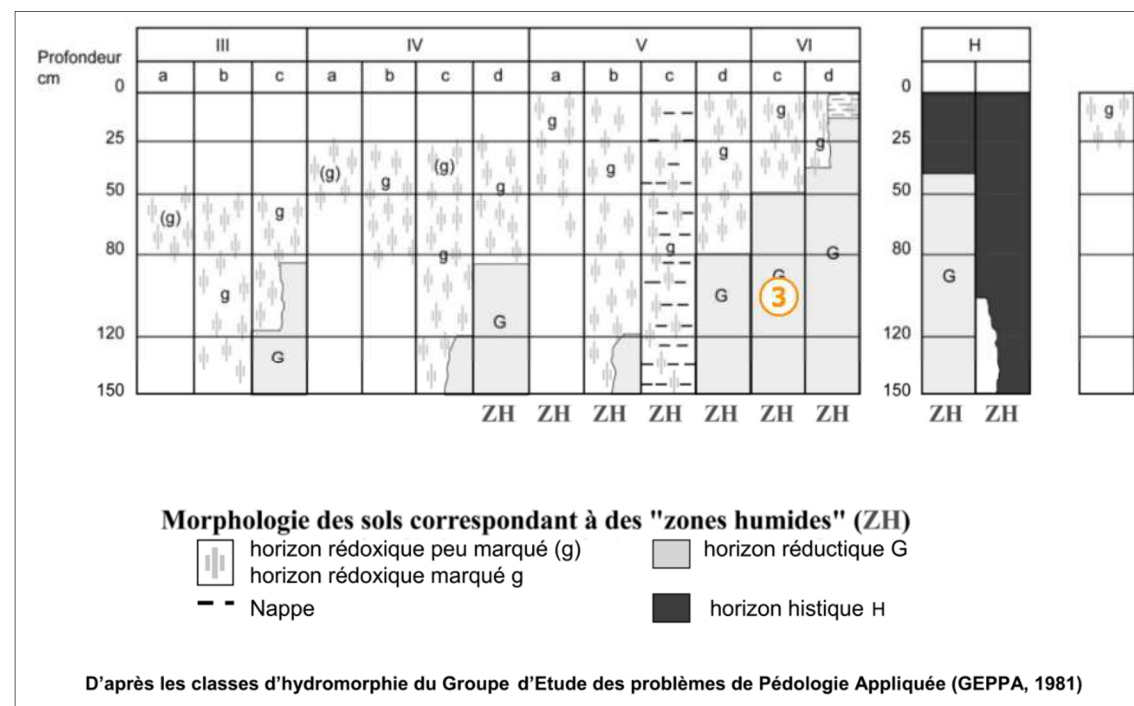 III IV V VI H
Profondeur
cm
a b c a b c d a b c d c d
0 0
g g g g
25 25
(g) g (g) g g g g
50 50
(g) g g
80 80
g G G
g G G G
3
120 120
G G
150 150
ZH ZH ZH ZH ZH ZH ZH ZH ZH
Morphologie des sols correspondant à des "zones humides" (ZH)
horizon rédoxique peu marqué (g) horizon réductique G
horizon rédoxique marqué g
Nappe horizon histique H
D'après les classes d'hydromorphie du Groupe d'Etude des problèmes de Pédologie Appliquée (GEPPA, 1981)